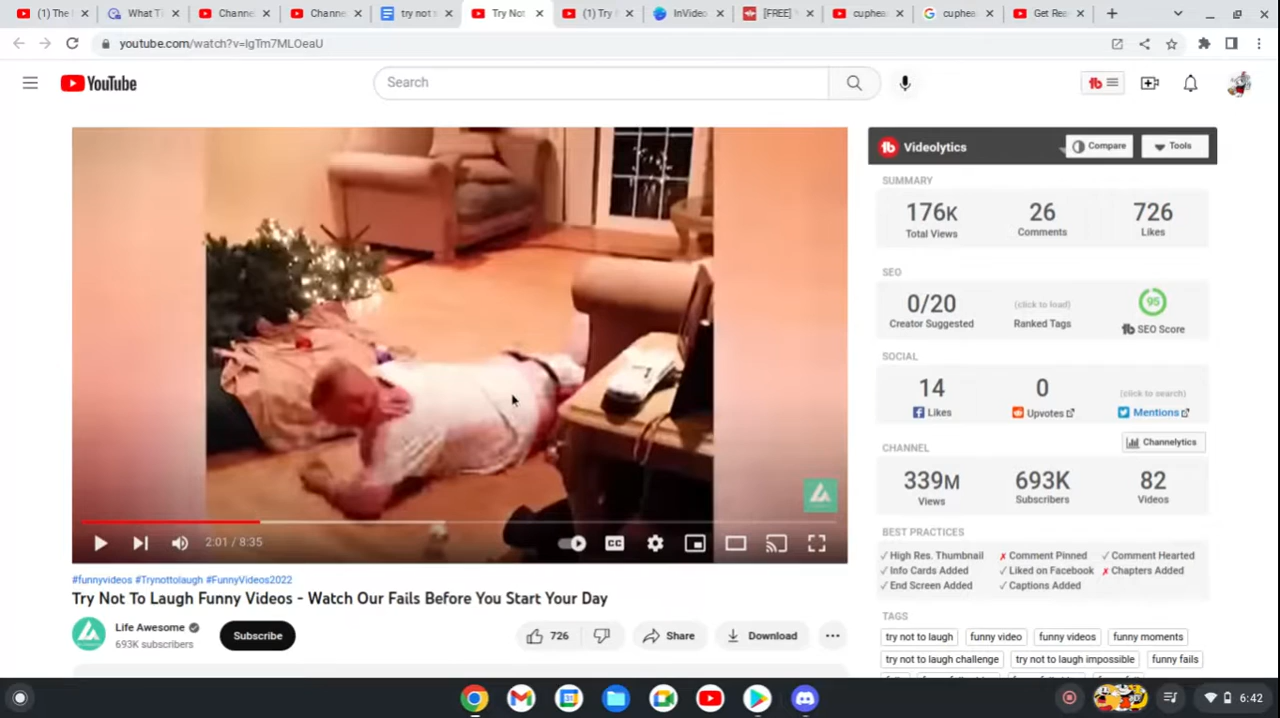 (1) The
What T
Channe
Channe
try not
Try Not
(1) Try
InVideo
[FREE]
cuphea
cuphea
Get Rea
youtube.com/watch?v=IgTm7MLOeaU
YouTube
Search
tb
tb Videolytics
Compare
Tools
SUMMARY
176K
26
726
Total Views
Comments
Likes
SEO
0/20
(click to load)
95
Creator Suggested
Ranked Tags
tb SEO Score
SOCIAL
14
0
(click to search)
Likes
Upvotes
Mentions
CHANNEL
Channelytics
339M
693K
82
Views
Subscribers
Videos
BEST PRACTICES
✓ High Res. Thumbnail
✗ Comment Pinned
✓ Comment Hearted
✓ Info Cards Added
✓ Liked on Facebook
✗ Chapters Added
✓ End Screen Added
✓ Captions Added
TAGS
try not to laugh
funny video
funny videos
funny moments
try not to laugh challenge
try not to laugh impossible
funny fails
2:01 / 8:35
CC
#funnyvideos #Trynottolaugh #FunnyVideos2022
Try Not To Laugh Funny Videos - Watch Our Fails Before You Start Your Day
Life Awesome
693K subscribers
Subscribe
726
Share
Download
6:42